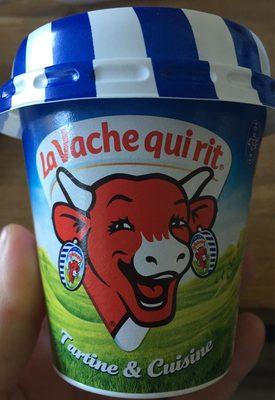 La Vache qui rit®
Tartine & Cuisine